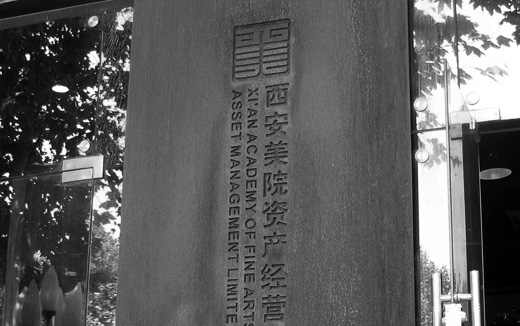 西安美院资产经营
XI'AN ACADEMY OF FINE ARTS
ASSET MANAGEMENT LIMITE